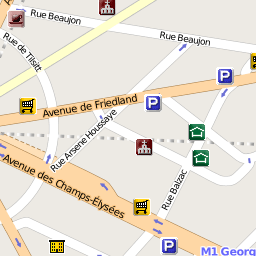 Rue Beaujon
Rue Beaujon
Rue de Tilsitt
P
Avenue de Friedland
P
Rue Arsene Houssaye
Avenue des Champs-Élysées
Rue Balzac
P
M1 Georg